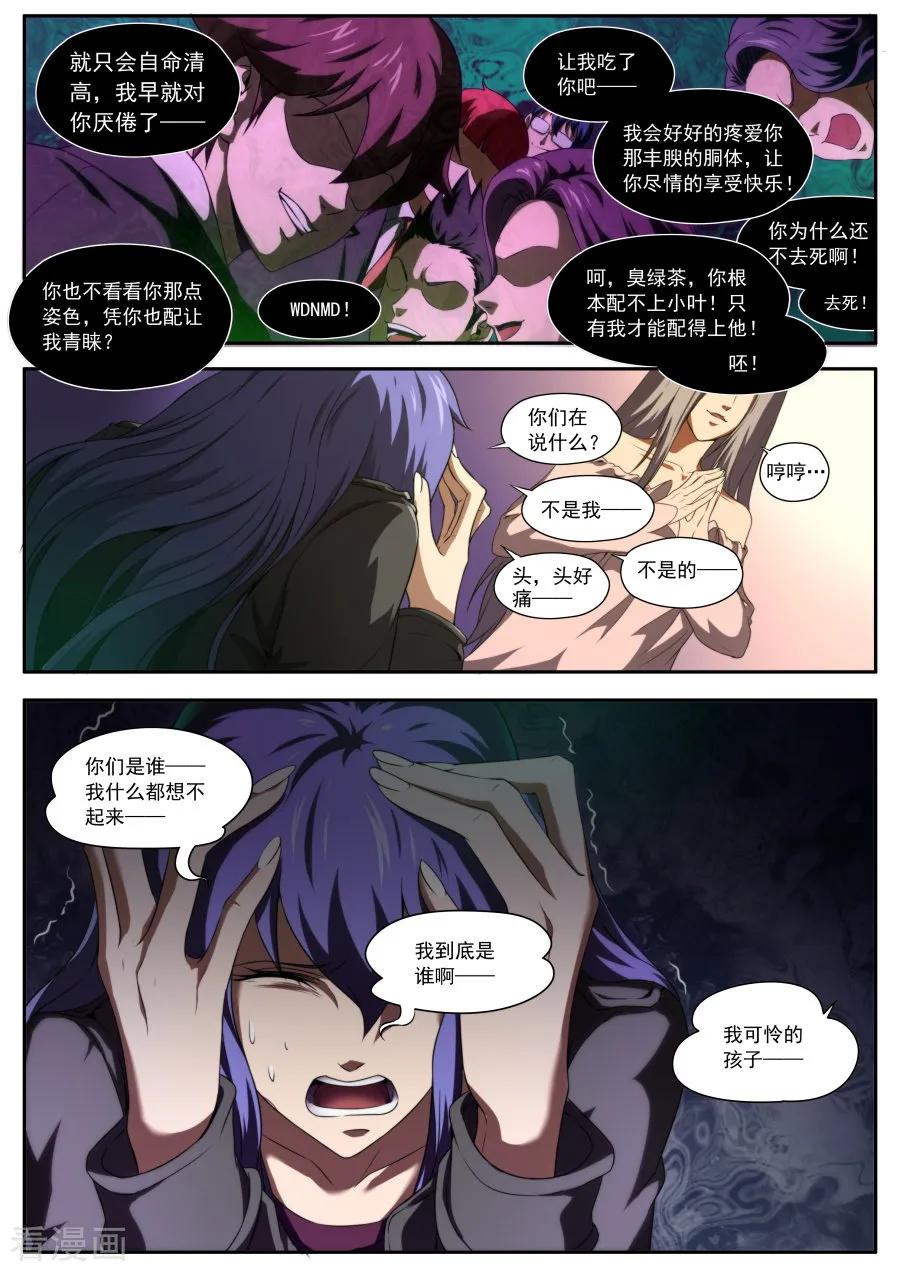 就只会自命清
高，我早就对
你厌倦了——
让我吃了
你吧——
我会好好的疼爱你
那丰腴的胴体，让
你尽情的享受快乐！
你为什么还
不去死啊！
去死！
你也不看看你那点
姿色，凭你也配让
我青睐？
WDNMD！
呵，臭绿茶，你根
本配不上小叶！只
有我才能配得上他！
呸！
你们在
说什么？
哼哼…
不是我——
头，头好
痛——
不是的——
你们是谁——
我什么都想不
起来——
我到底是
谁啊——
我可怜的
孩子——
看漫画